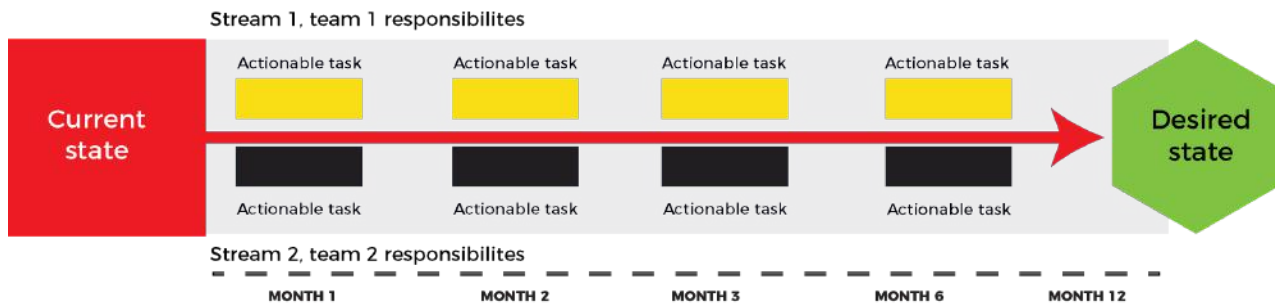 Stream 1, team 1 responsibilites
Actionable task Actionable task Actionable task Actionable task
Current
state
Desired
state
Actionable task Actionable task Actionable task Actionable task
Stream 2, team 2 responsibilites
MONTH 1 MONTH 2 MONTH 3 MONTH 6 MONTH 12